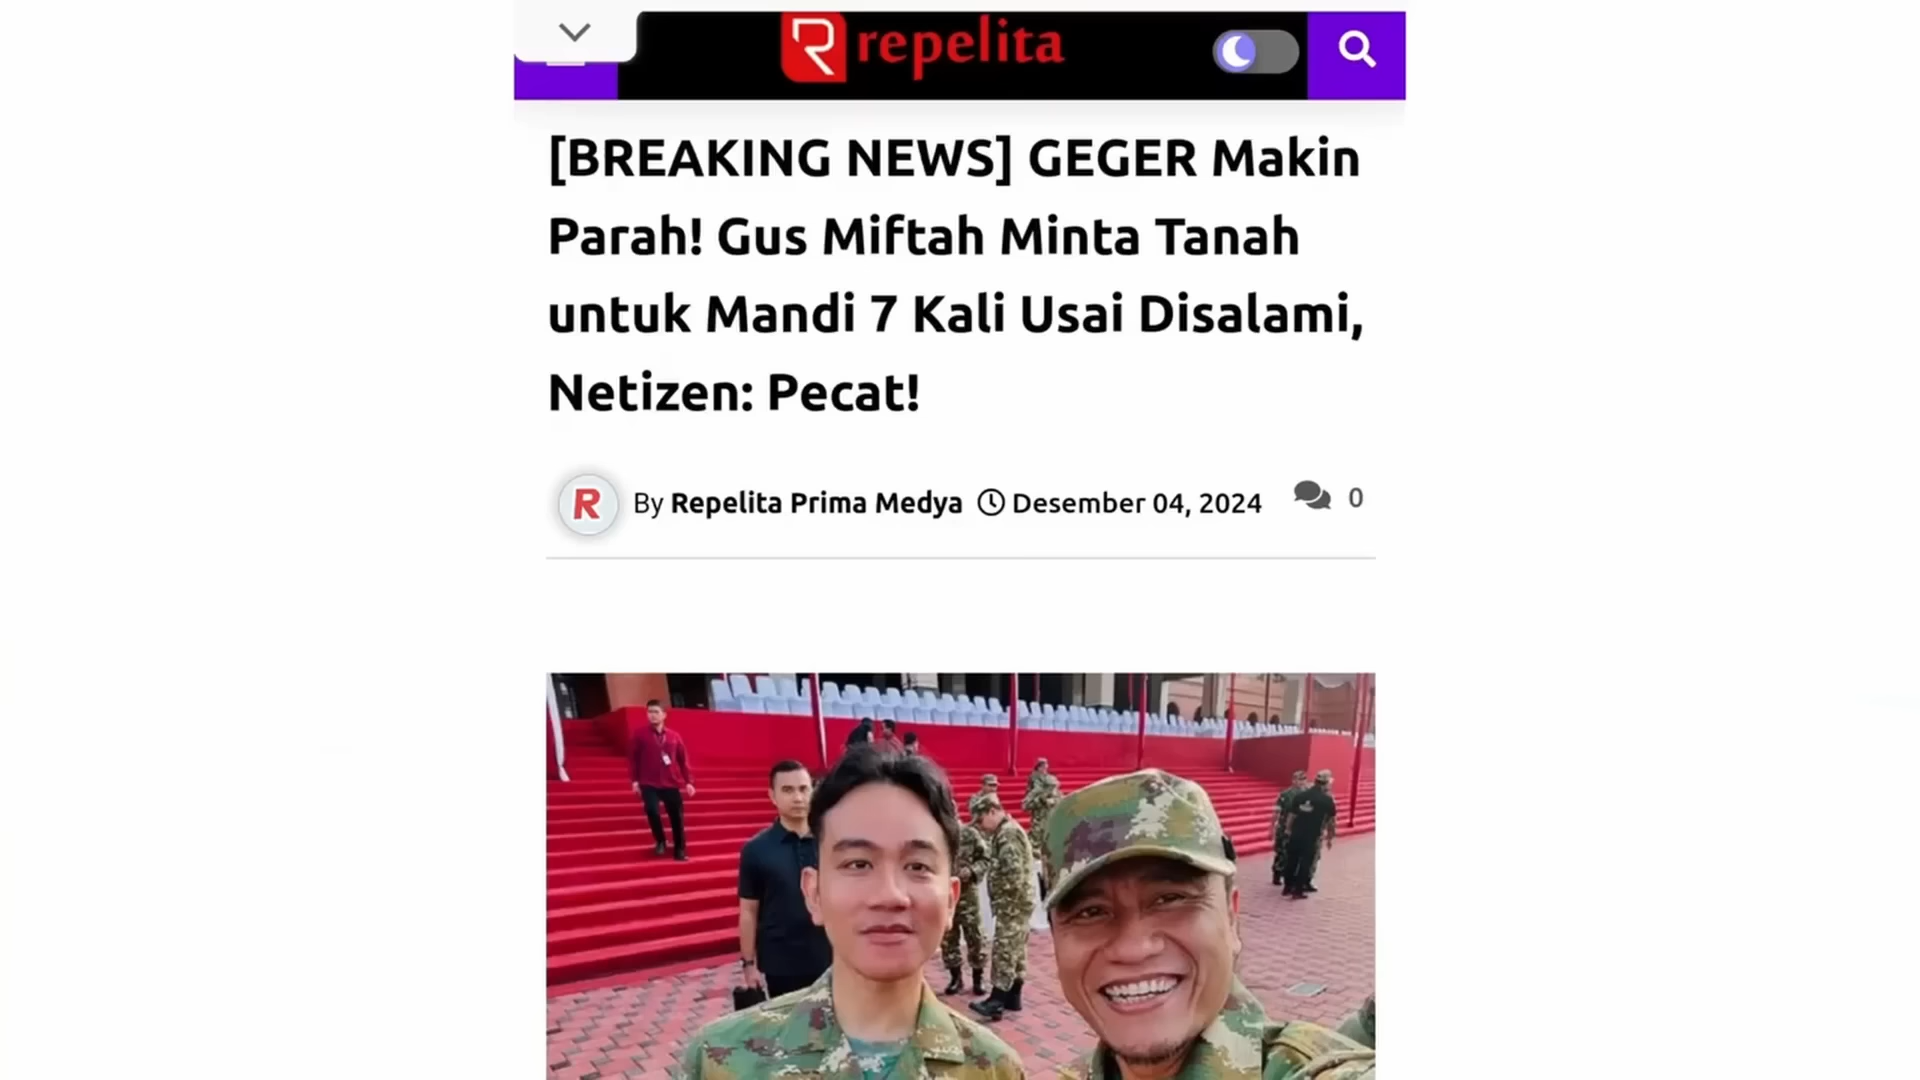 repelita
[BREAKING NEWS] GEGER Makin
Parah! Gus Miftah Minta Tanah
untuk Mandi 7 Kali Usai Disalami,
Netizen: Pecat!
R By Repelita Prima Medya Desember 04, 2024 0